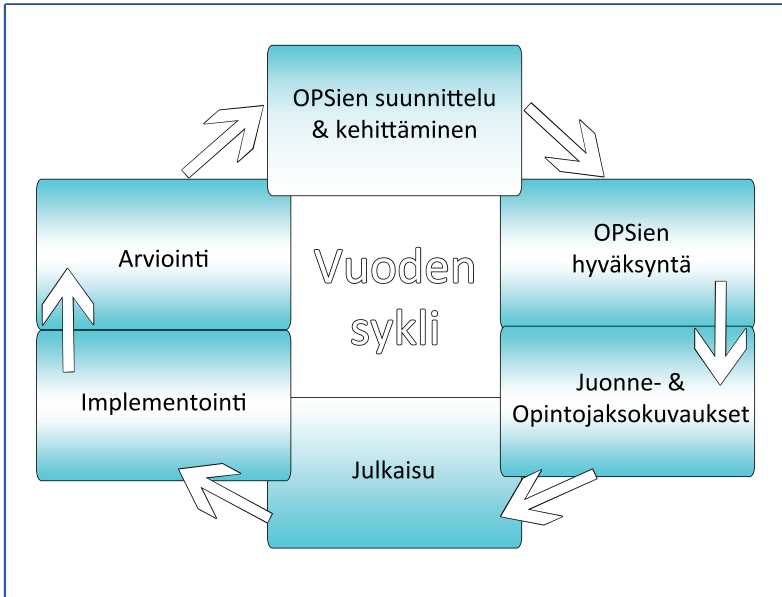 OPSien suunnittelu
& kehittäminen
OPSien
hyväksyntä
Juonne- &
Opintojaksokuvaukset
Julkaisu
Implementointi
Arviointi
Vuoden
sykli